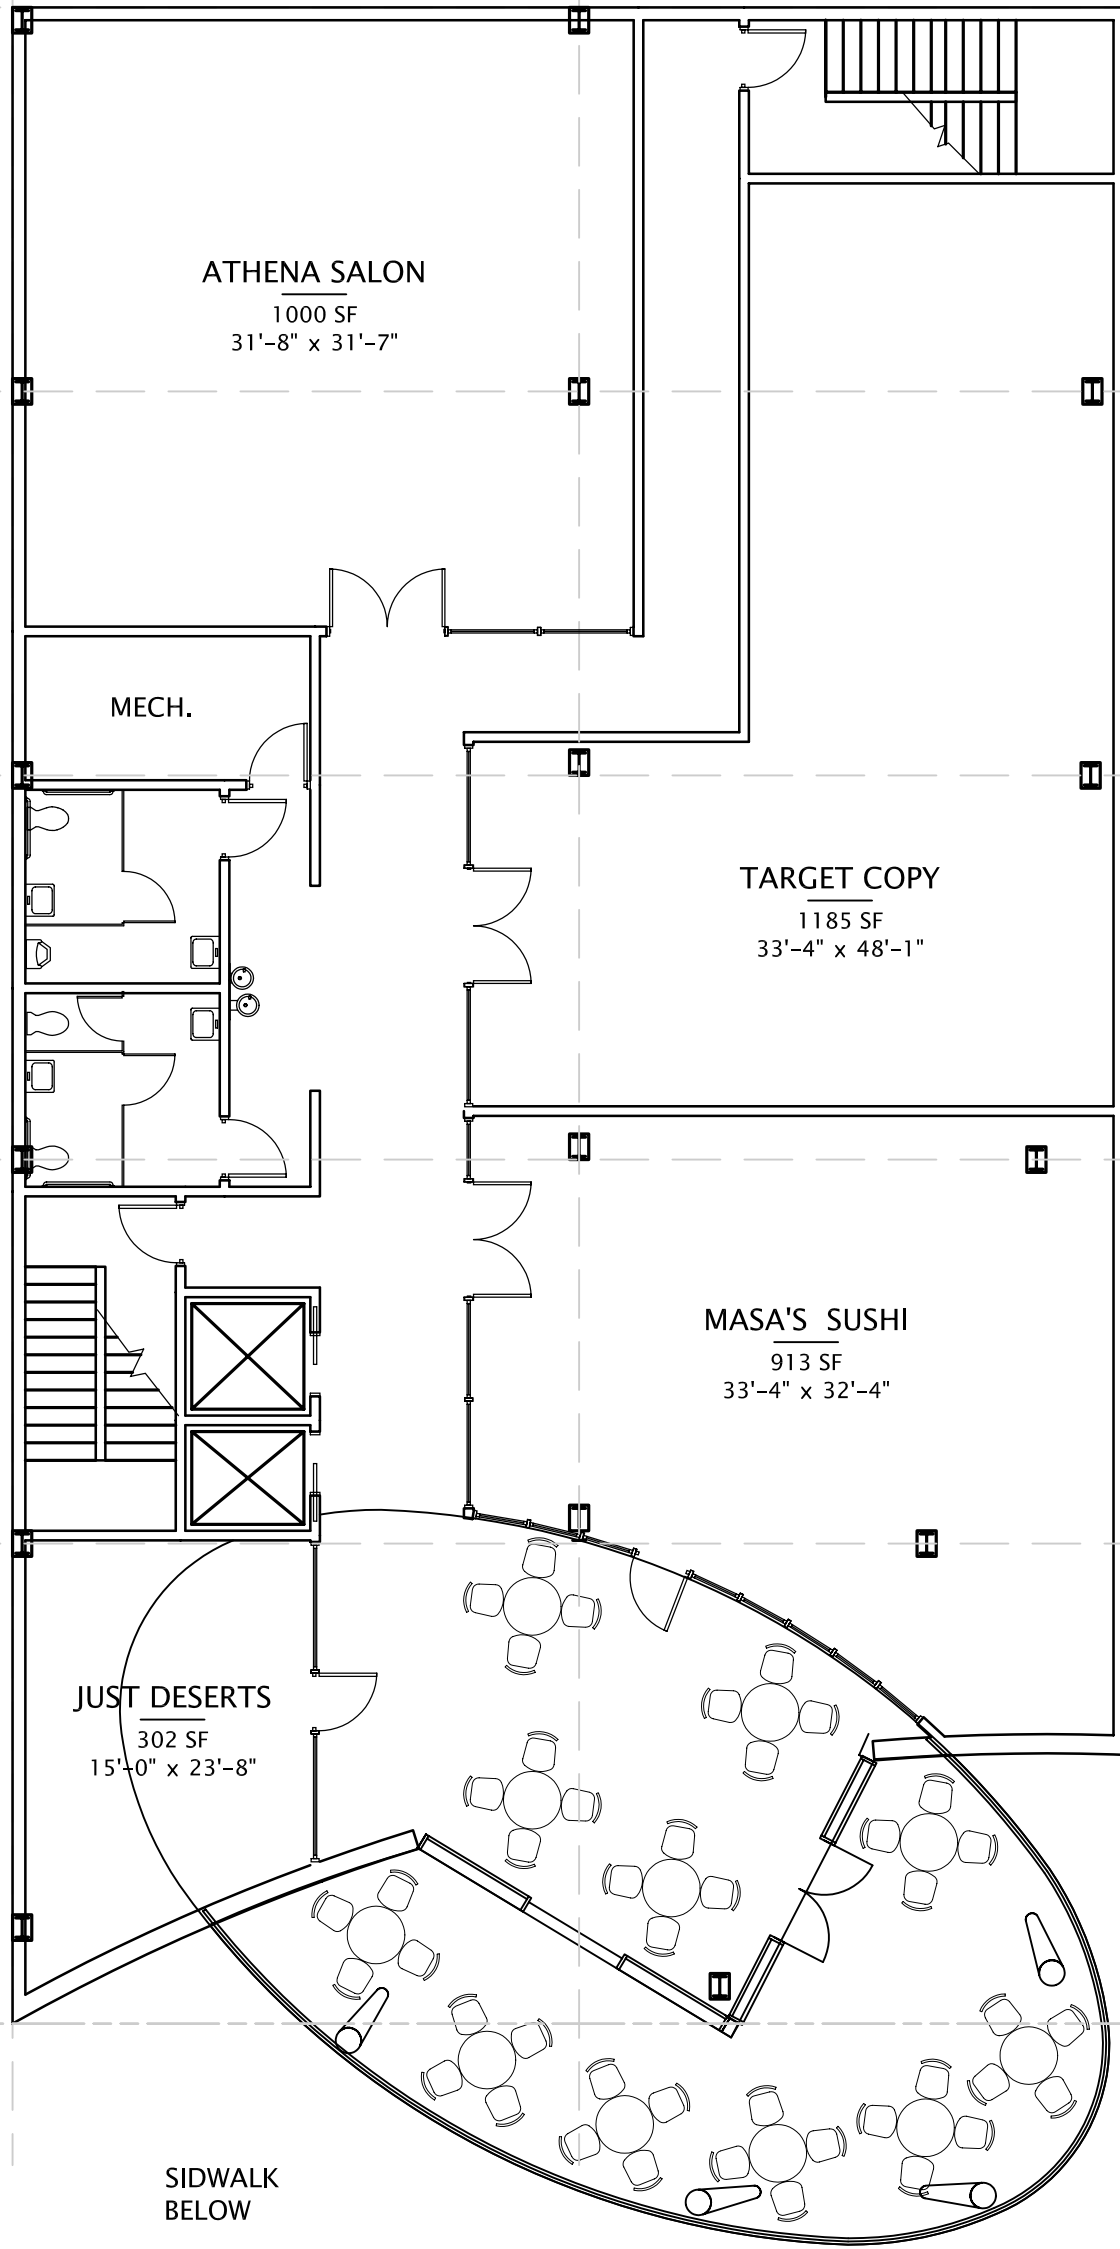 ATHENA SALON
1000 SF
31'-8" x 31'-7"
MECH.
TARGET COPY
1185 SF
33'-4" x 48'-1"
MASA'S SUSHI
913 SF
33'-4" x 32'-4"
JUST DESERTS
302 SF
15'-0" x 23'-8"
SIDWALK
BELOW